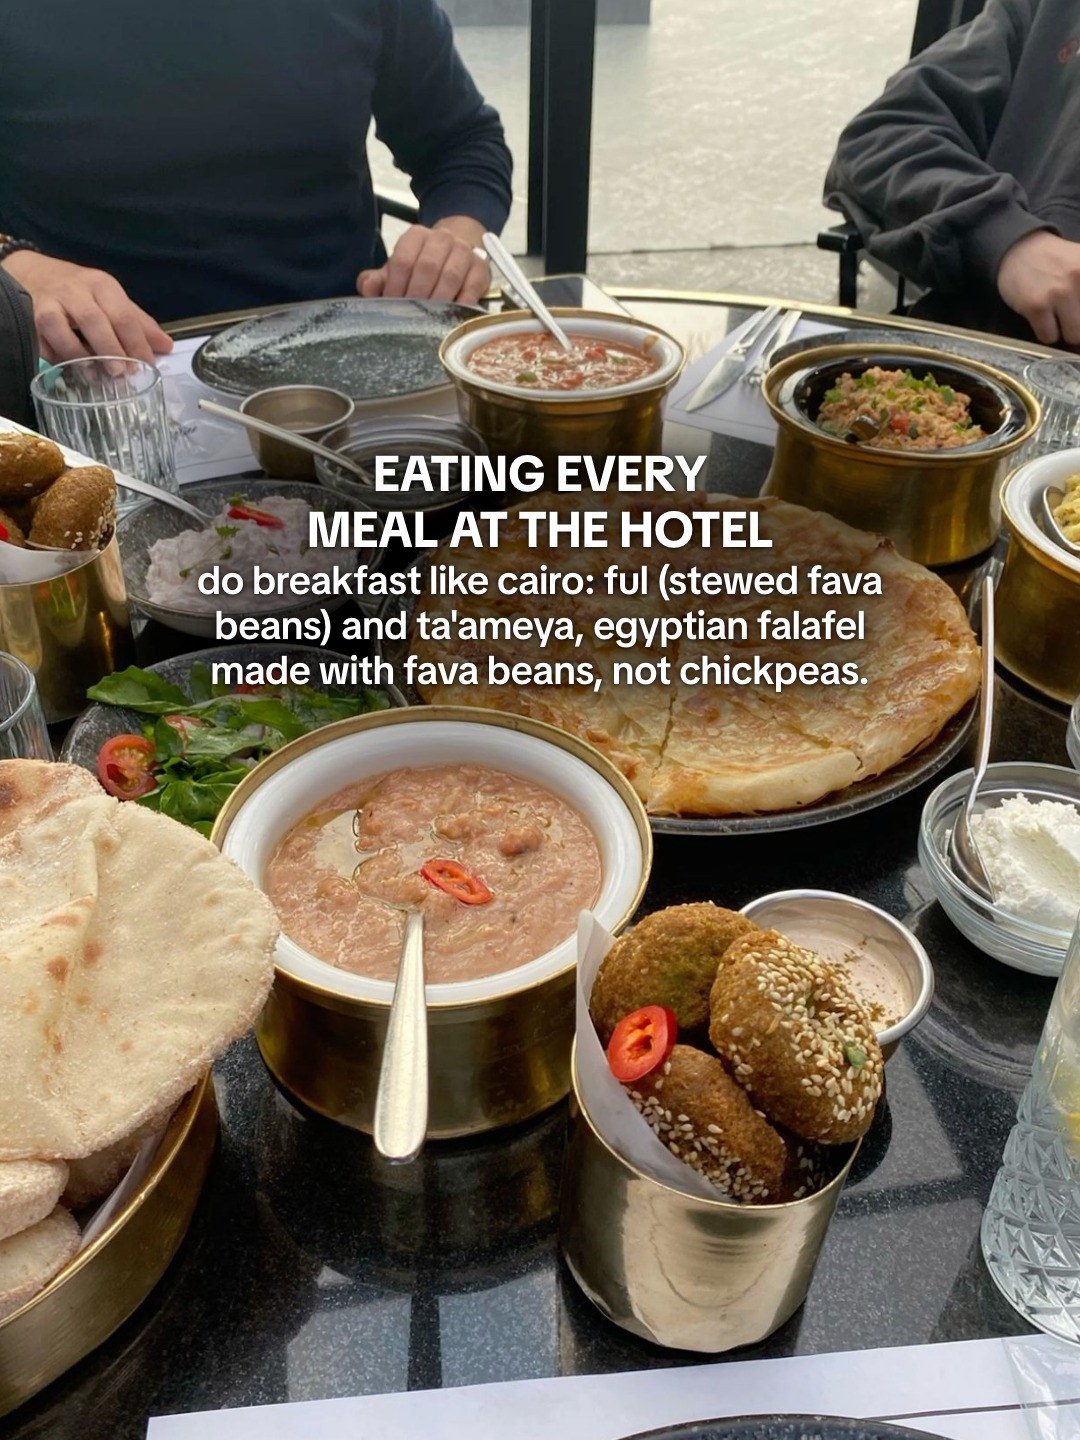 EATING EVERY
MEAL AT THE HOTEL
do breakfast like cairo: ful (stewed fava
beans) and ta'ameya, egyptian falafel
made with fava beans, not chickpeas.